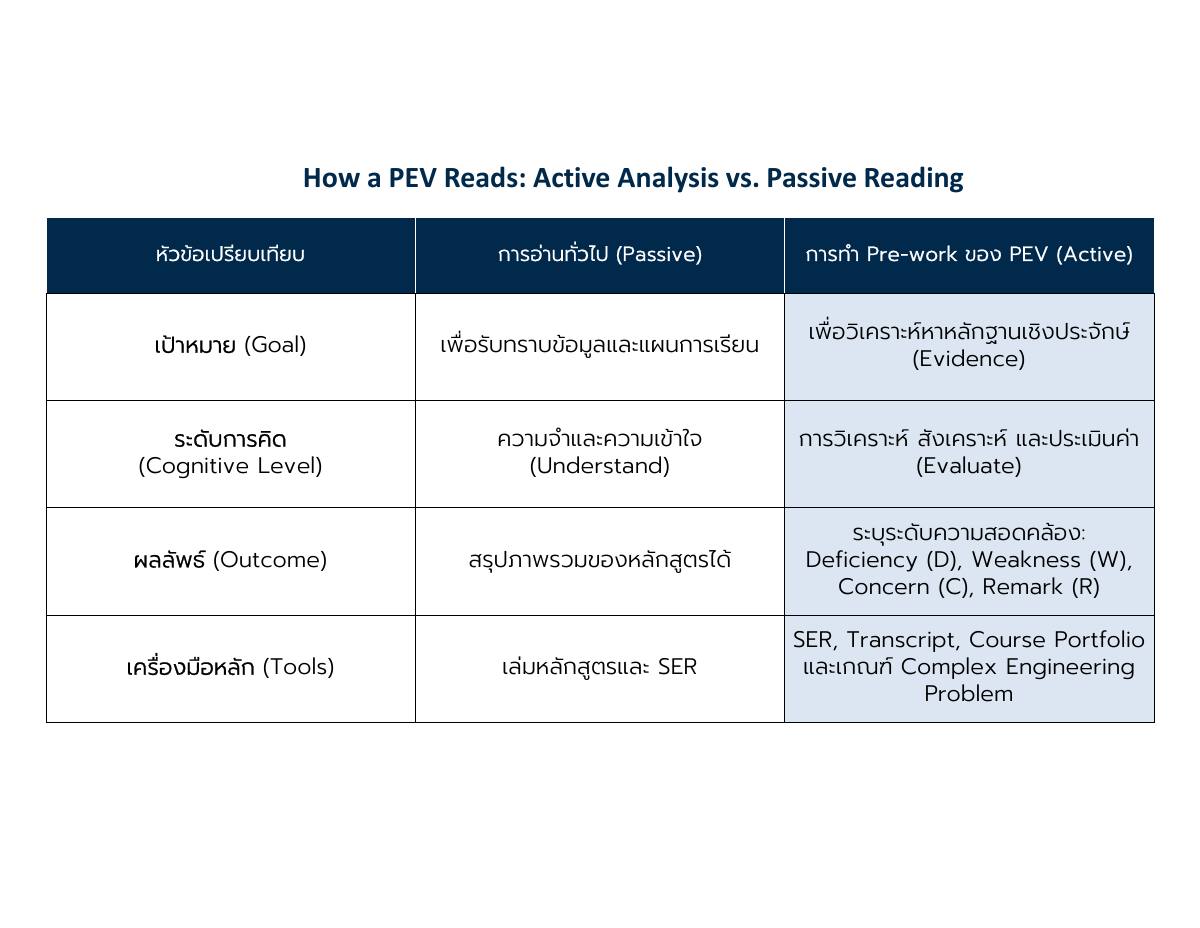 How a PEV Reads: Active Analysis vs. Passive Reading
หัวข้อเปรียบเทียบ
การอ่านทั่วไป (Passive)
การทำ Pre-work ของ PEV (Active)
เป้าหมาย (Goal)
เพื่อรับทราบข้อมูลและแผนการเรียน
เพื่อวิเคราะห์หาหลักฐานเชิงประจักษ์
(Evidence)
ระดับการคิด
(Cognitive Level)
ความจำและความเข้าใจ
(Understand)
การวิเคราะห์ สังเคราะห์ และประเมินค่า
(Evaluate)
ผลลัพธ์ (Outcome)
สรุปภาพรวมของหลักสูตรได้
ระบุระดับความสอดคล้อง:
Deficiency (D), Weakness (W),
Concern (C), Remark (R)
เครื่องมือหลัก (Tools)
เล่มหลักสูตรและ SER
SER, Transcript, Course Portfolio
และเกณฑ์ Complex Engineering
Problem